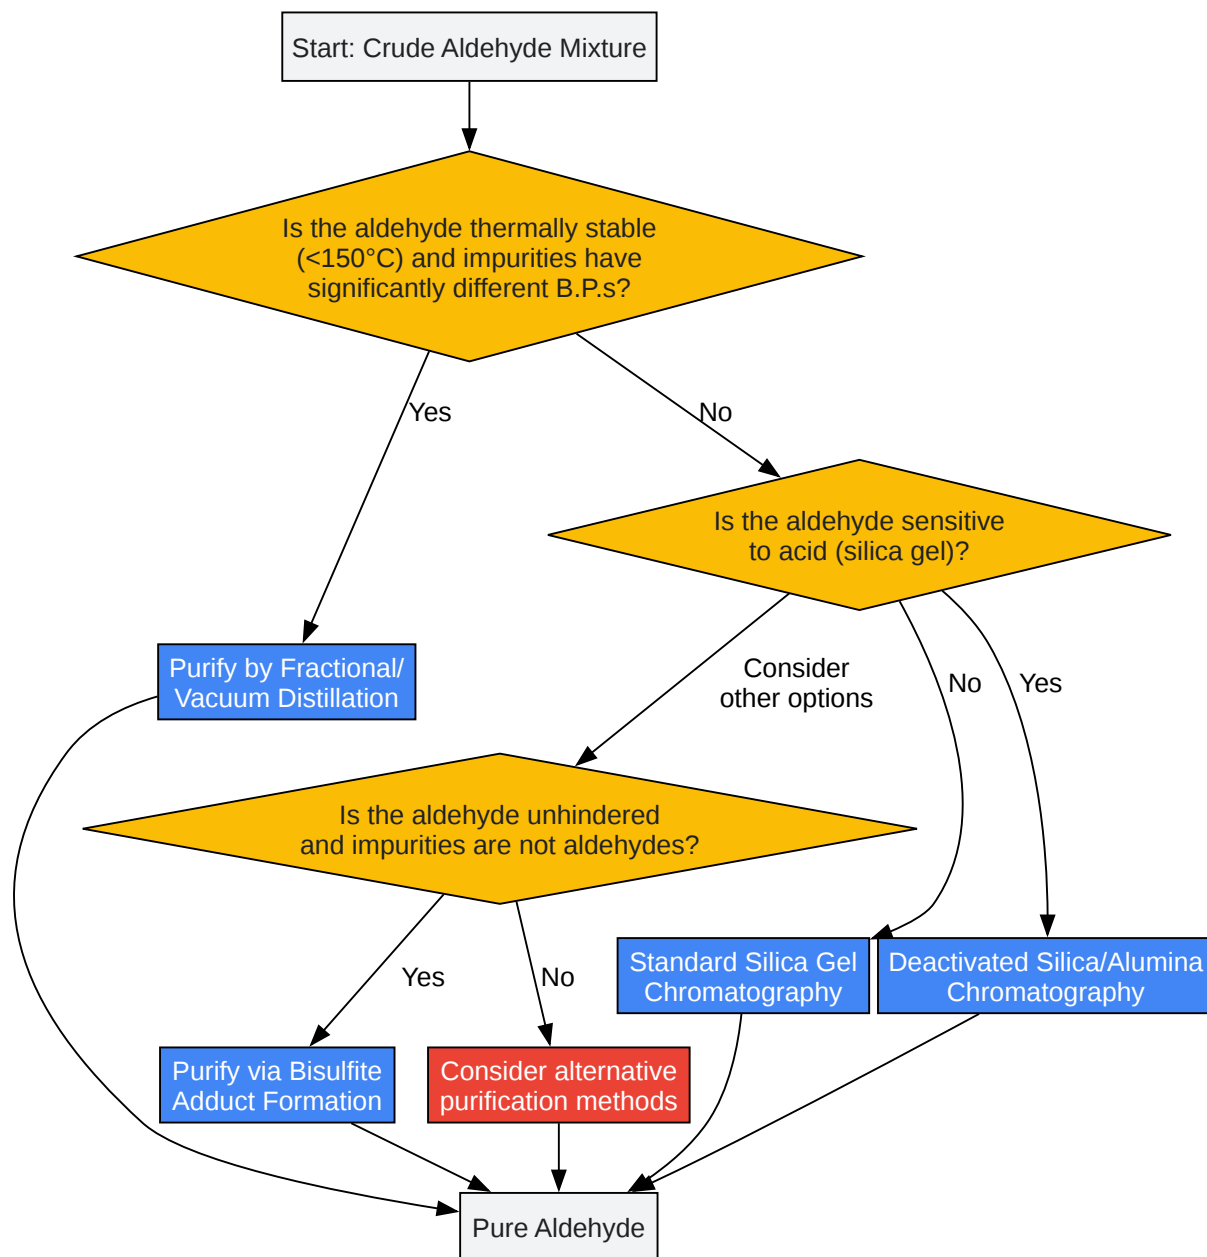 Start: Crude Aldehyde Mixture
Is the aldehyde thermally stable
(<150°C) and impurities have
significantly different B.P.s?
Yes
No
Is the aldehyde sensitive
to acid (silica gel)?
Purify by Fractional/
Vacuum Distillation
Consider
other options
No
Yes
Is the aldehyde unhindered
and impurities are not aldehydes?
Standard Silica Gel
Chromatography
Deactivated Silica/Alumina
Chromatography
Yes
No
Purify via Bisulfite
Adduct Formation
Consider alternative
purification methods
Pure Aldehyde